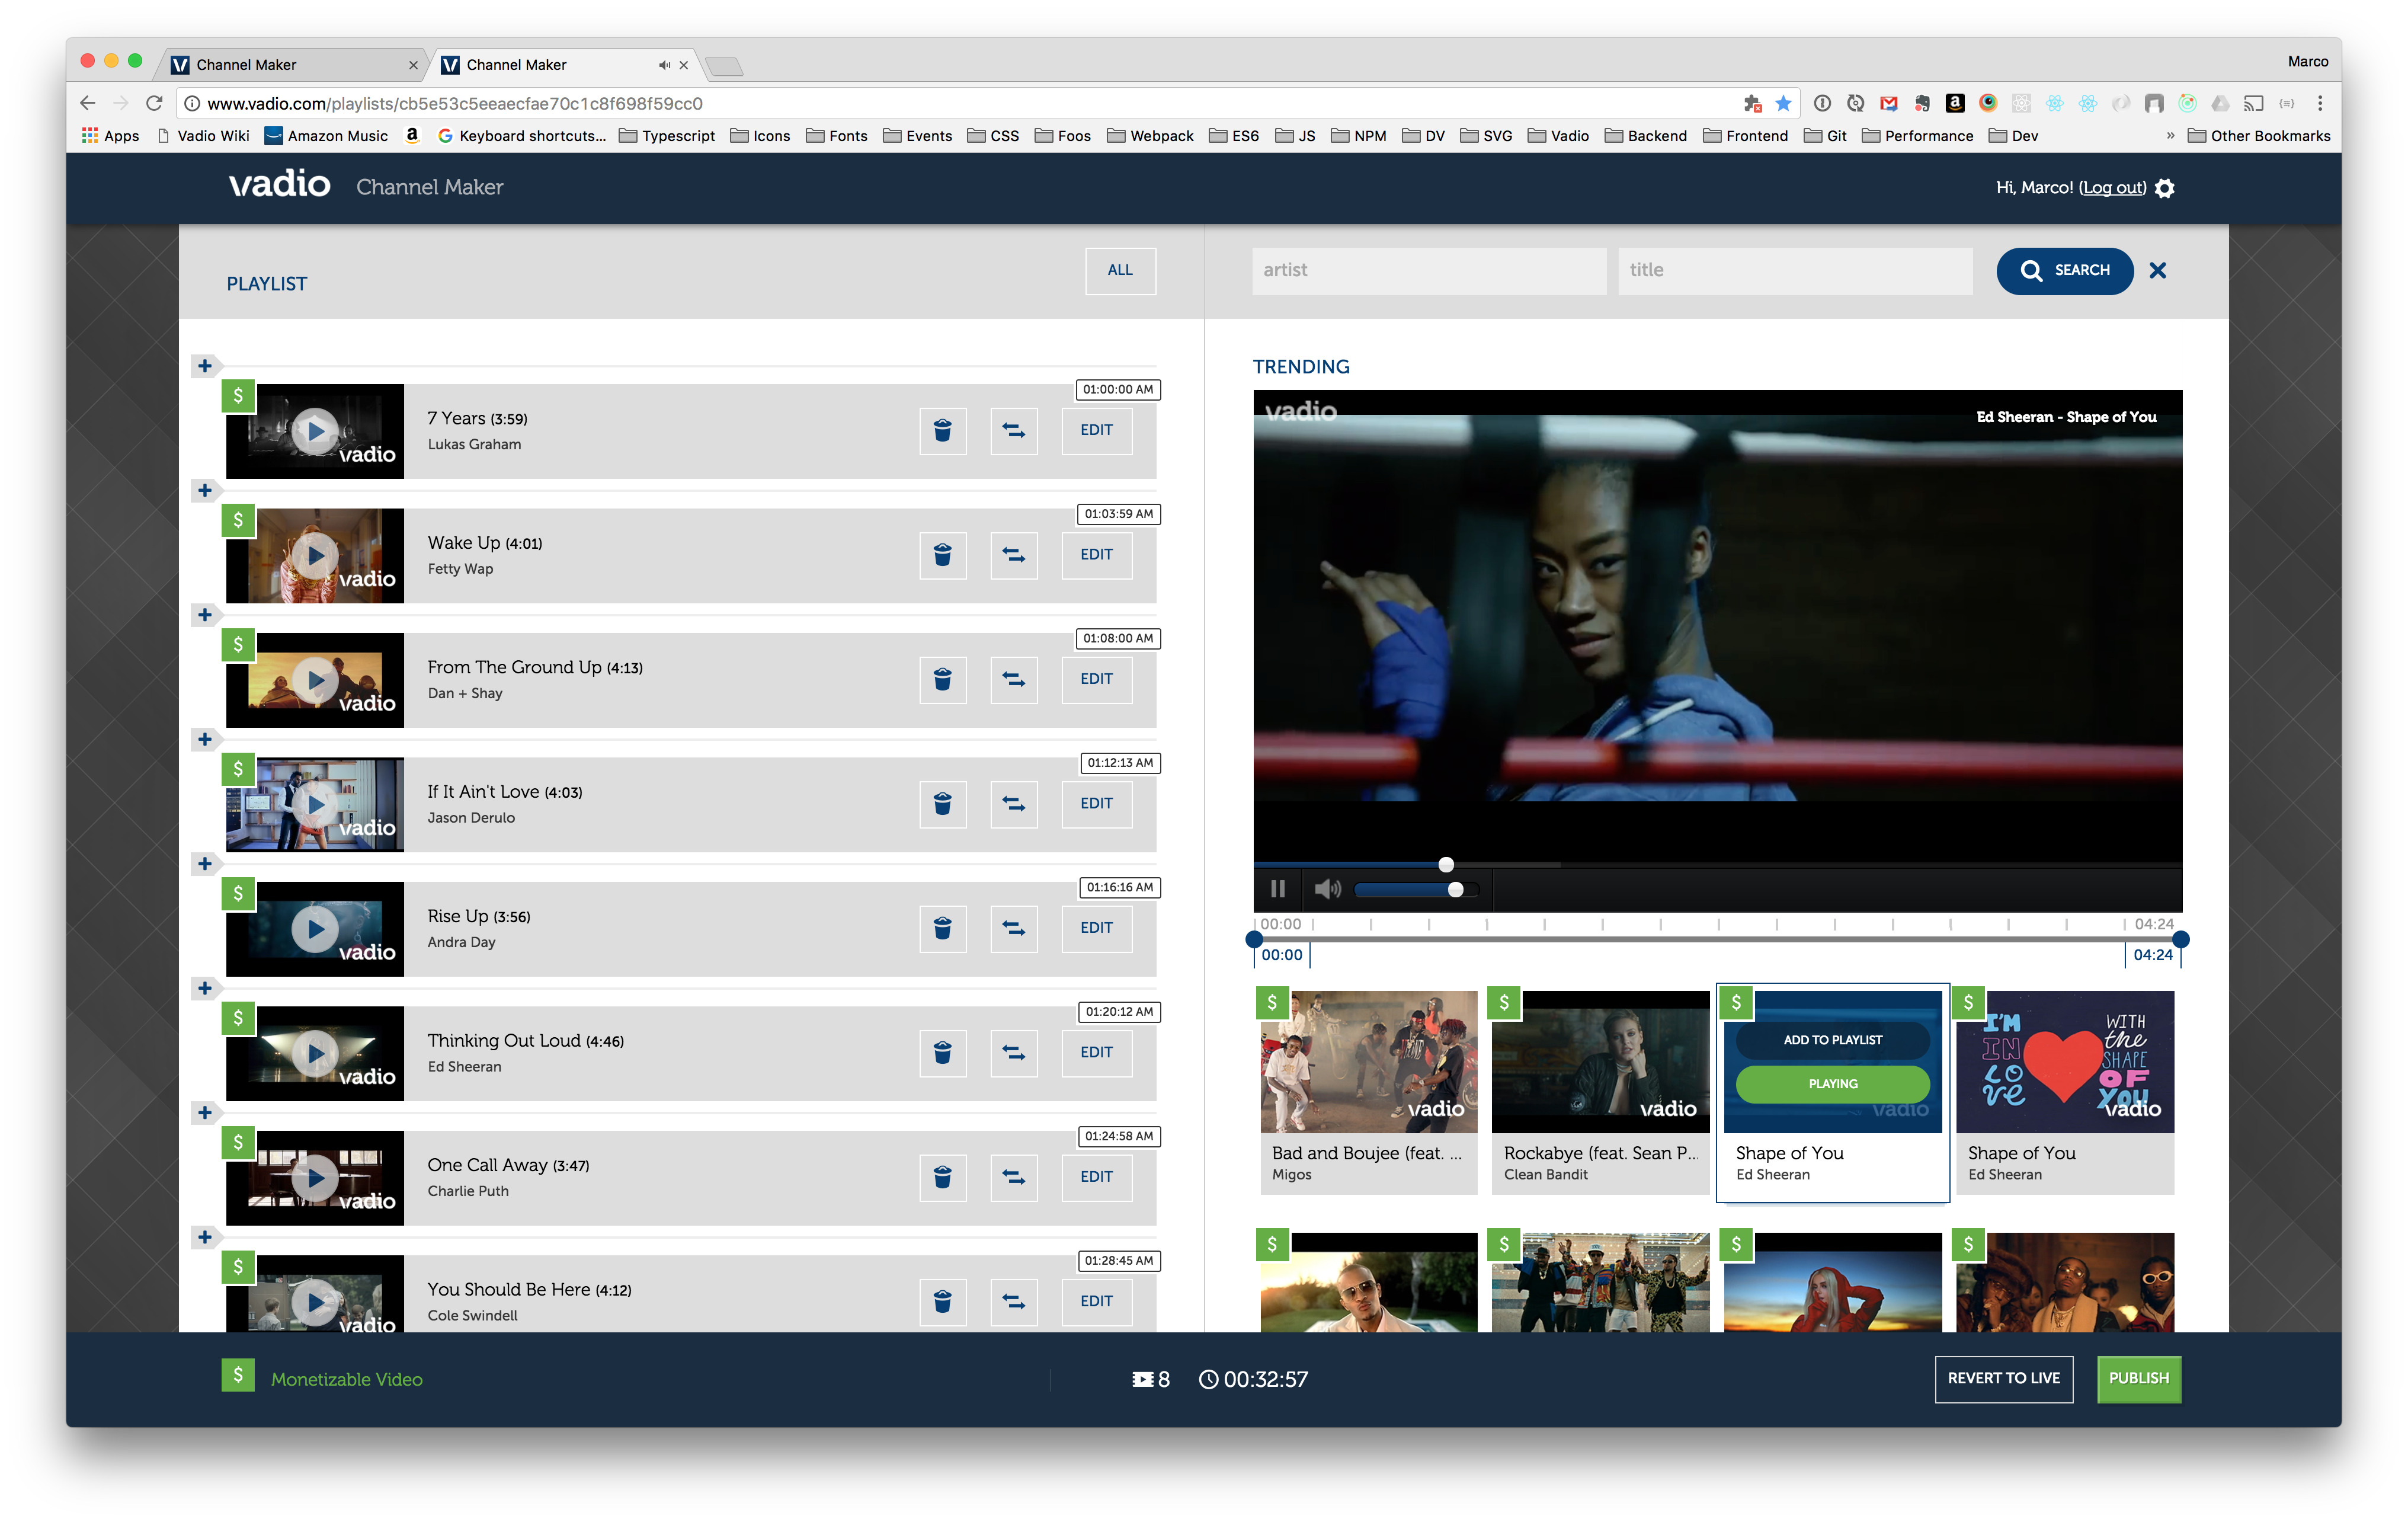 Channel Maker
Channel Maker
Marco
www.vadio.com/playlists/cb5e53c5eeaecfae70c1c8f698f59cc0
Apps
Vadio Wiki
Amazon Music
Keyboard shortcuts...
Typescript
Icons
Fonts
Events
CSS
Foos
Webpack
ES6
JS
NPM
DV
SVG
Vadio
Backend
Frontend
Git
Performance
Dev
»
Other Bookmarks
vadio Channel Maker
Hi, Marco! (Log out)
PLAYLIST
ALL
artist
title
SEARCH
+
$
vadio
7 Years (3:59)
Lukas Graham
01:00:00 AM
EDIT
+
$
vadio
Wake Up (4:01)
Fetty Wap
01:03:59 AM
EDIT
+
$
vadio
From The Ground Up (4:13)
Dan + Shay
01:08:00 AM
EDIT
+
$
vadio
If It Ain't Love (4:03)
Jason Derulo
01:12:13 AM
EDIT
+
$
vadio
Rise Up (3:56)
Andra Day
01:16:16 AM
EDIT
+
$
vadio
Thinking Out Loud (4:46)
Ed Sheeran
01:20:12 AM
EDIT
+
$
vadio
One Call Away (3:47)
Charlie Puth
01:24:58 AM
EDIT
+
$
vadio
You Should Be Here (4:12)
Cole Swindell
01:28:45 AM
EDIT
TRENDING
vadio
Ed Sheeran - Shape of You
00:00
04:24
00:00
04:24
$
vadio
Bad and Boujee (feat. ...
Migos
$
vadio
Rockabye (feat. Sean P...
Clean Bandit
$
ADD TO PLAYLIST
PLAYING
vadio
Shape of You
Ed Sheeran
$
I'M IN LOVE WITH the SHAPE OF YOU
vadio
Shape of You
Ed Sheeran
$
$
$
$
$ Monetizable Video
8
00:32:57
REVERT TO LIVE
PUBLISH